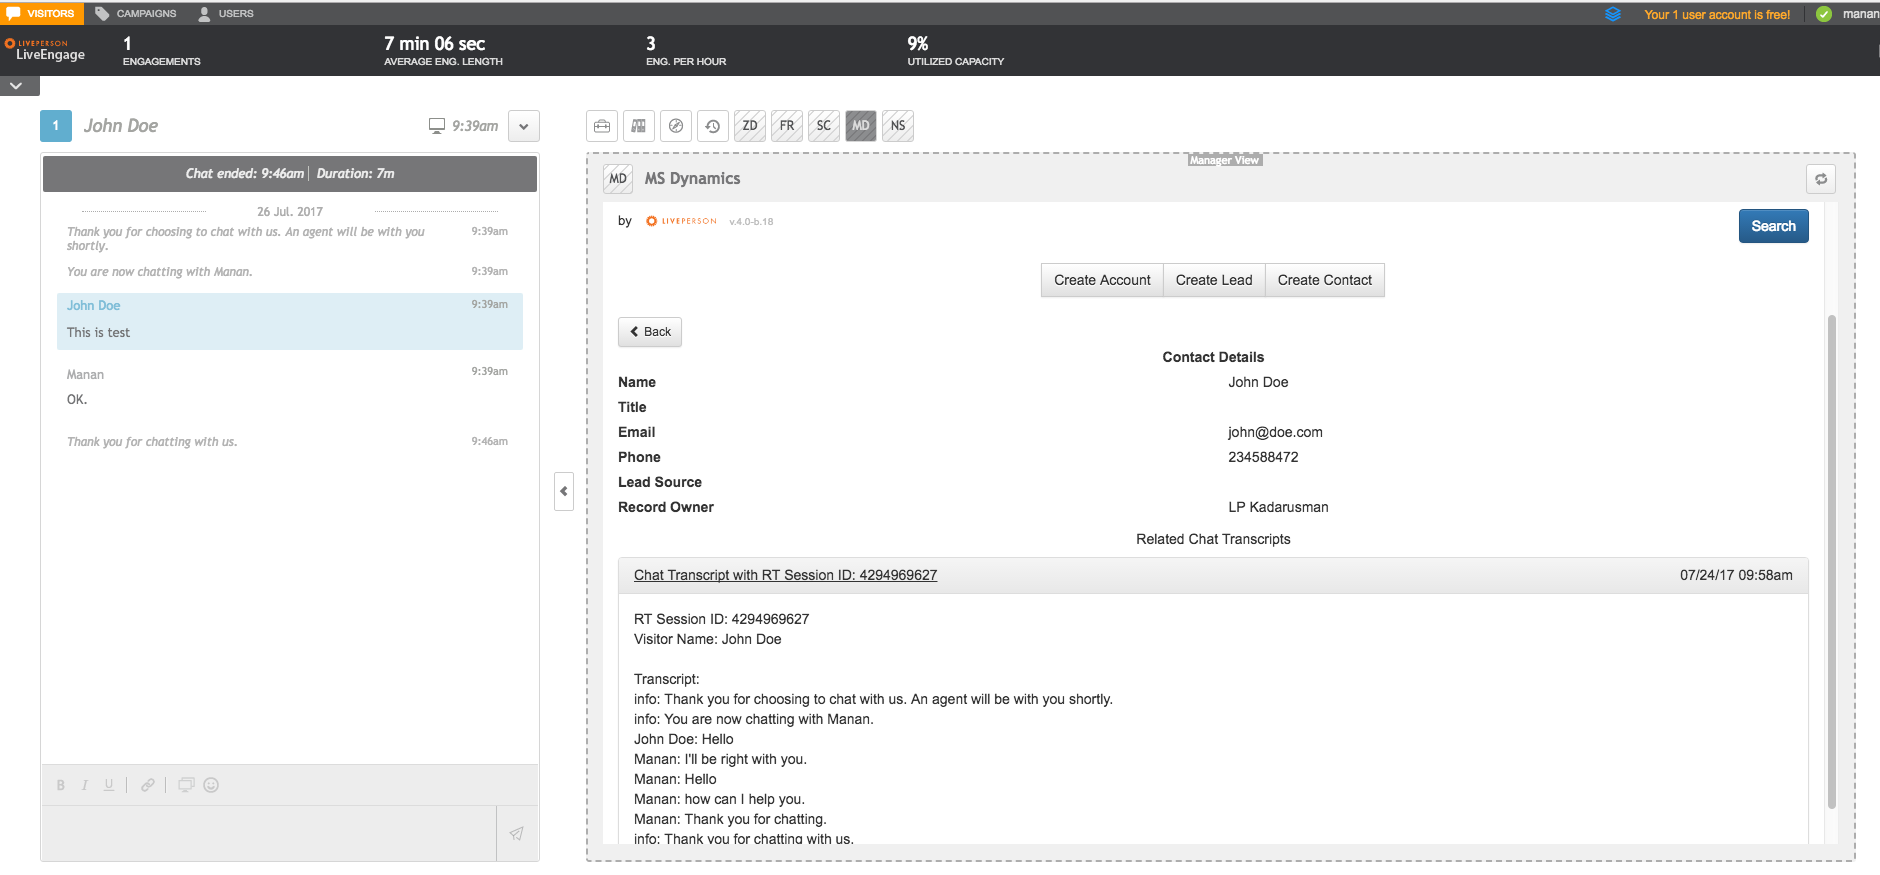 VISITORS CAMPAIGNS USERS Your 1 user account is free! manan
LIVEPERSON
LiveEngage
1
ENGAGEMENTS
7 min 06 sec
AVERAGE ENG. LENGTH
3
ENG. PER HOUR
9%
UTILIZED CAPACITY
1 John Doe 9:39am
Chat ended: 9:46am | Duration: 7m
26 Jul. 2017
Thank you for choosing to chat with us. An agent will be with you 9:39am
shortly.
You are now chatting with Manan. 9:39am
John Doe 9:39am
This is test
Manan 9:39am
OK.
Thank you for chatting with us. 9:46am
B I U
ZD FR SC MD NS
Manager View
MD MS Dynamics
by LIVEPERSON v.4.0-b.18
Search
Create Account Create Lead Create Contact
Back
Contact Details
Name John Doe
Title
Email john@doe.com
Phone 234588472
Lead Source
Record Owner LP Kadarusman
Related Chat Transcripts
Chat Transcript with RT Session ID: 4294969627 07/24/17 09:58am
RT Session ID: 4294969627
Visitor Name: John Doe
Transcript:
info: Thank you for choosing to chat with us. An agent will be with you shortly.
info: You are now chatting with Manan.
John Doe: Hello
Manan: I'll be right with you.
Manan: Hello
Manan: how can I help you.
Manan: Thank you for chatting.
info: Thank you for chatting with us.